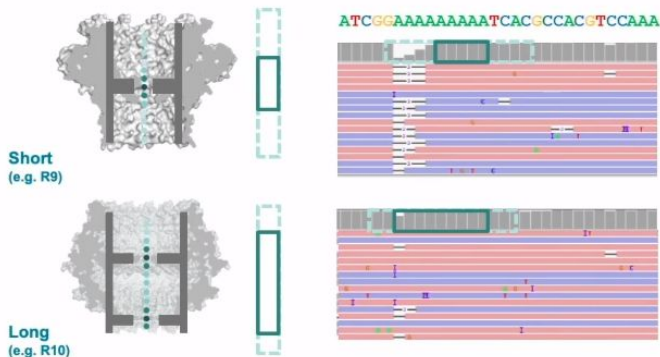 ATCGGAAAAAAAAATCACGCCACGTCCAAA
Short
(e.g. R9)
Long
(e.g. R10)